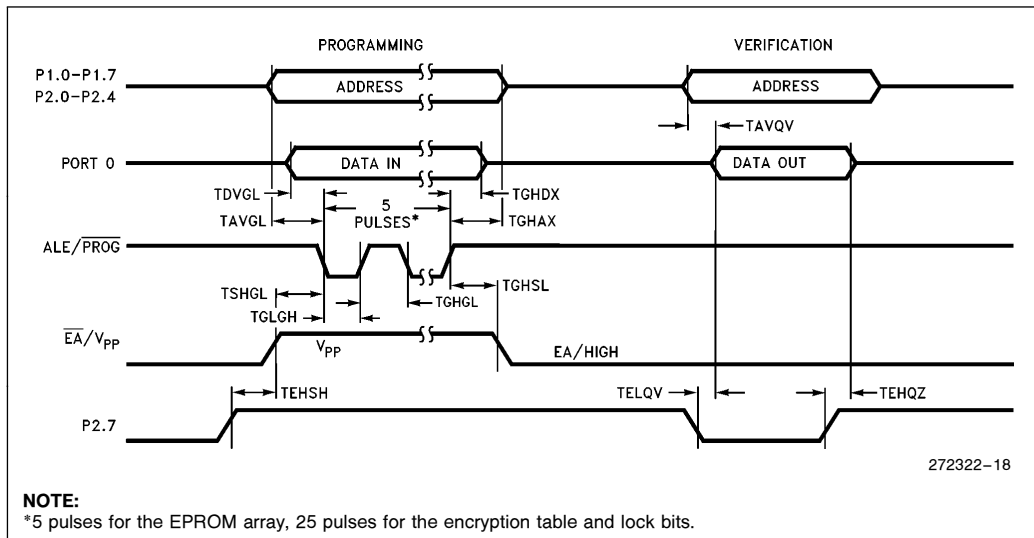 PROGRAMMING VERIFICATION
P1.0–P1.7
P2.0–P2.4
ADDRESS ADDRESS
TAVQV
PORT 0 DATA IN DATA OUT
TDVGL TGHDX
5
TAVGL PULSES* TGHAX
ALE/PROG
TSHGL TGHGL TGHSL
TGLGH
EA/VPP VPP EA/HIGH
TEHSH TELQV TEHQZ
P2.7
272322–18
NOTE:
*5 pulses for the EPROM array, 25 pulses for the encryption table and lock bits.